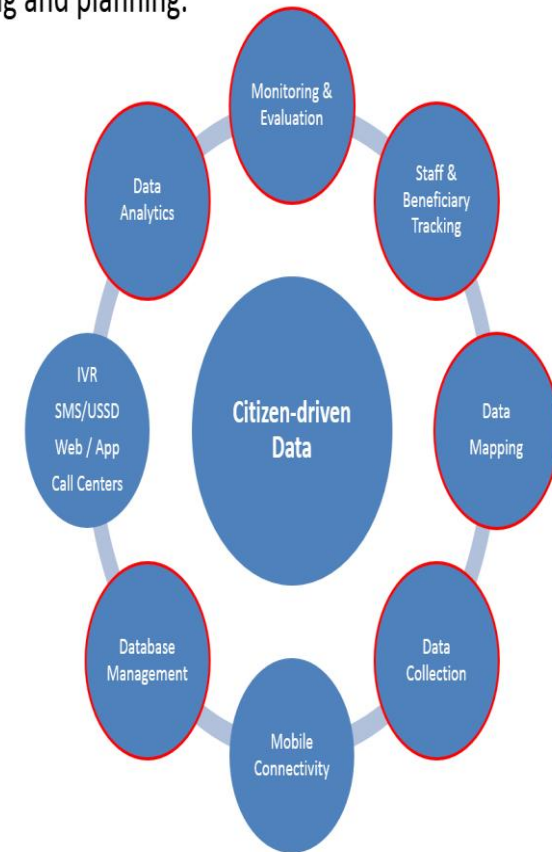 and planning.
Monitoring &
Evaluation
Staff &
Beneficiary
Tracking
Data
Mapping
Data
Collection
Mobile
Connectivity
Database
Management
IVR
SMS/USSD
Web / App
Call Centers
Data
Analytics
Citizen-driven
Data